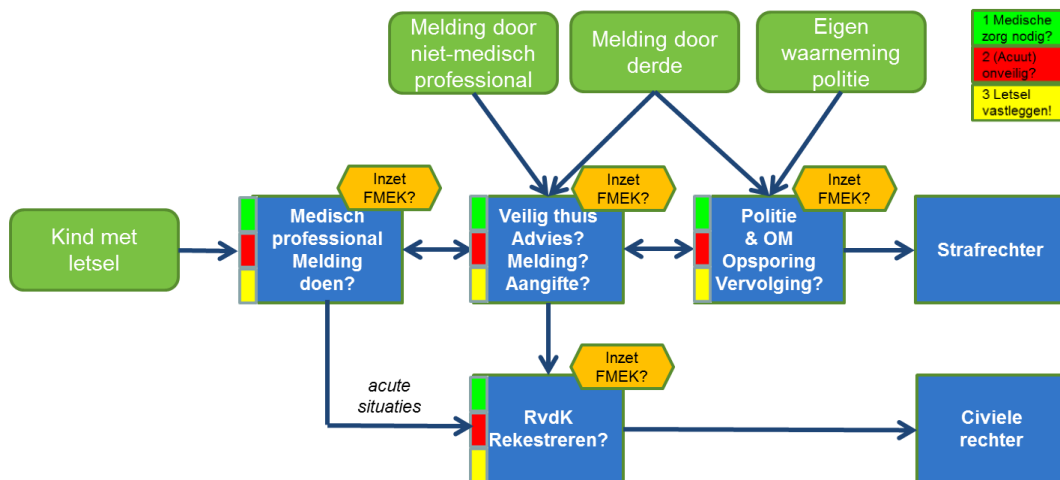 Melding door
niet-medisch
professional
Melding door
derde
Eigen
waarneming
politie
1 Medische
zorg nodig?
2 (Acuut)
onveilig?
3 Letsel
vastleggen!
Kind met
letsel
Inzet
FMEK?
Medisch
professional
Melding
doen?
Inzet
FMEK?
Veilig thuis
Advies?
Melding?
Aangifte?
Inzet
FMEK?
Politie
& OM
Opsporing
Vervolging?
Strafrechter
acute
situaties
Inzet
FMEK?
RvdK
Rekestreren?
Civiele
rechter